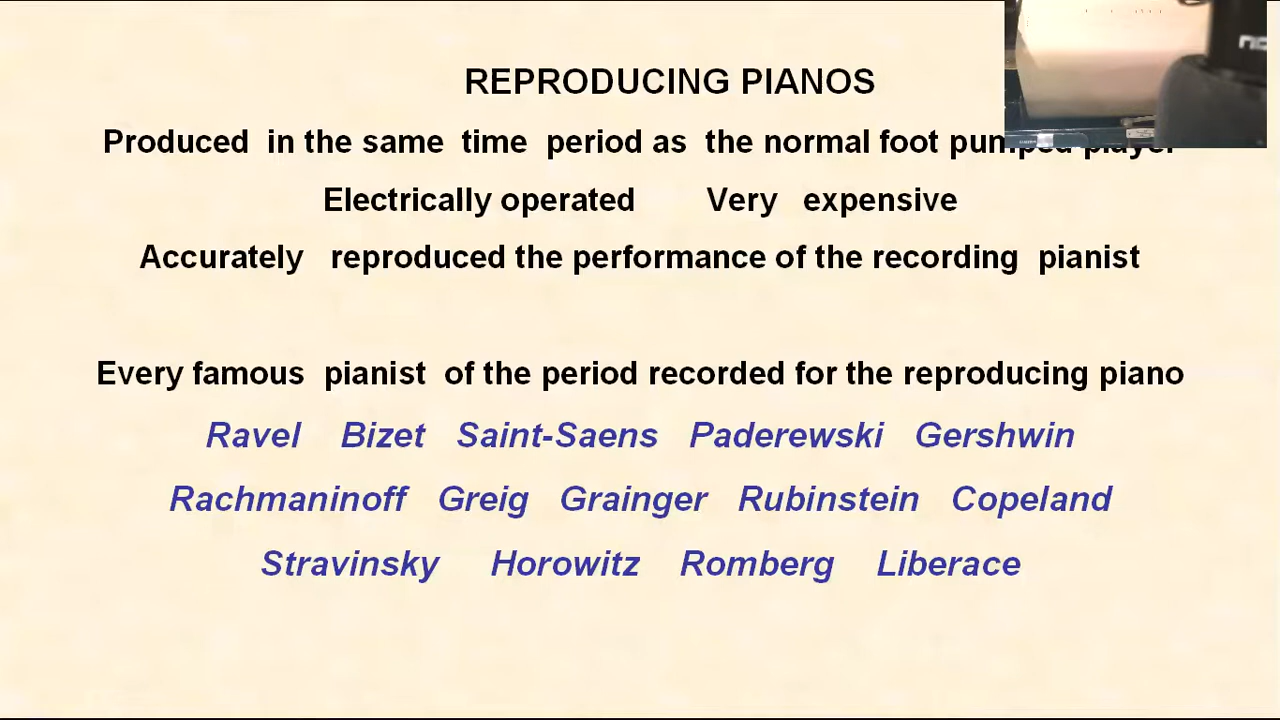 REPRODUCING PIANOS
Produced in the same time period as the normal foot pumped player
Electrically operated Very expensive
Accurately reproduced the performance of the recording pianist
Every famous pianist of the period recorded for the reproducing piano
Ravel Bizet Saint-Saens Paderewski Gershwin
Rachmaninoff Greig Grainger Rubinstein Copeland
Stravinsky Horowitz Romberg Liberace